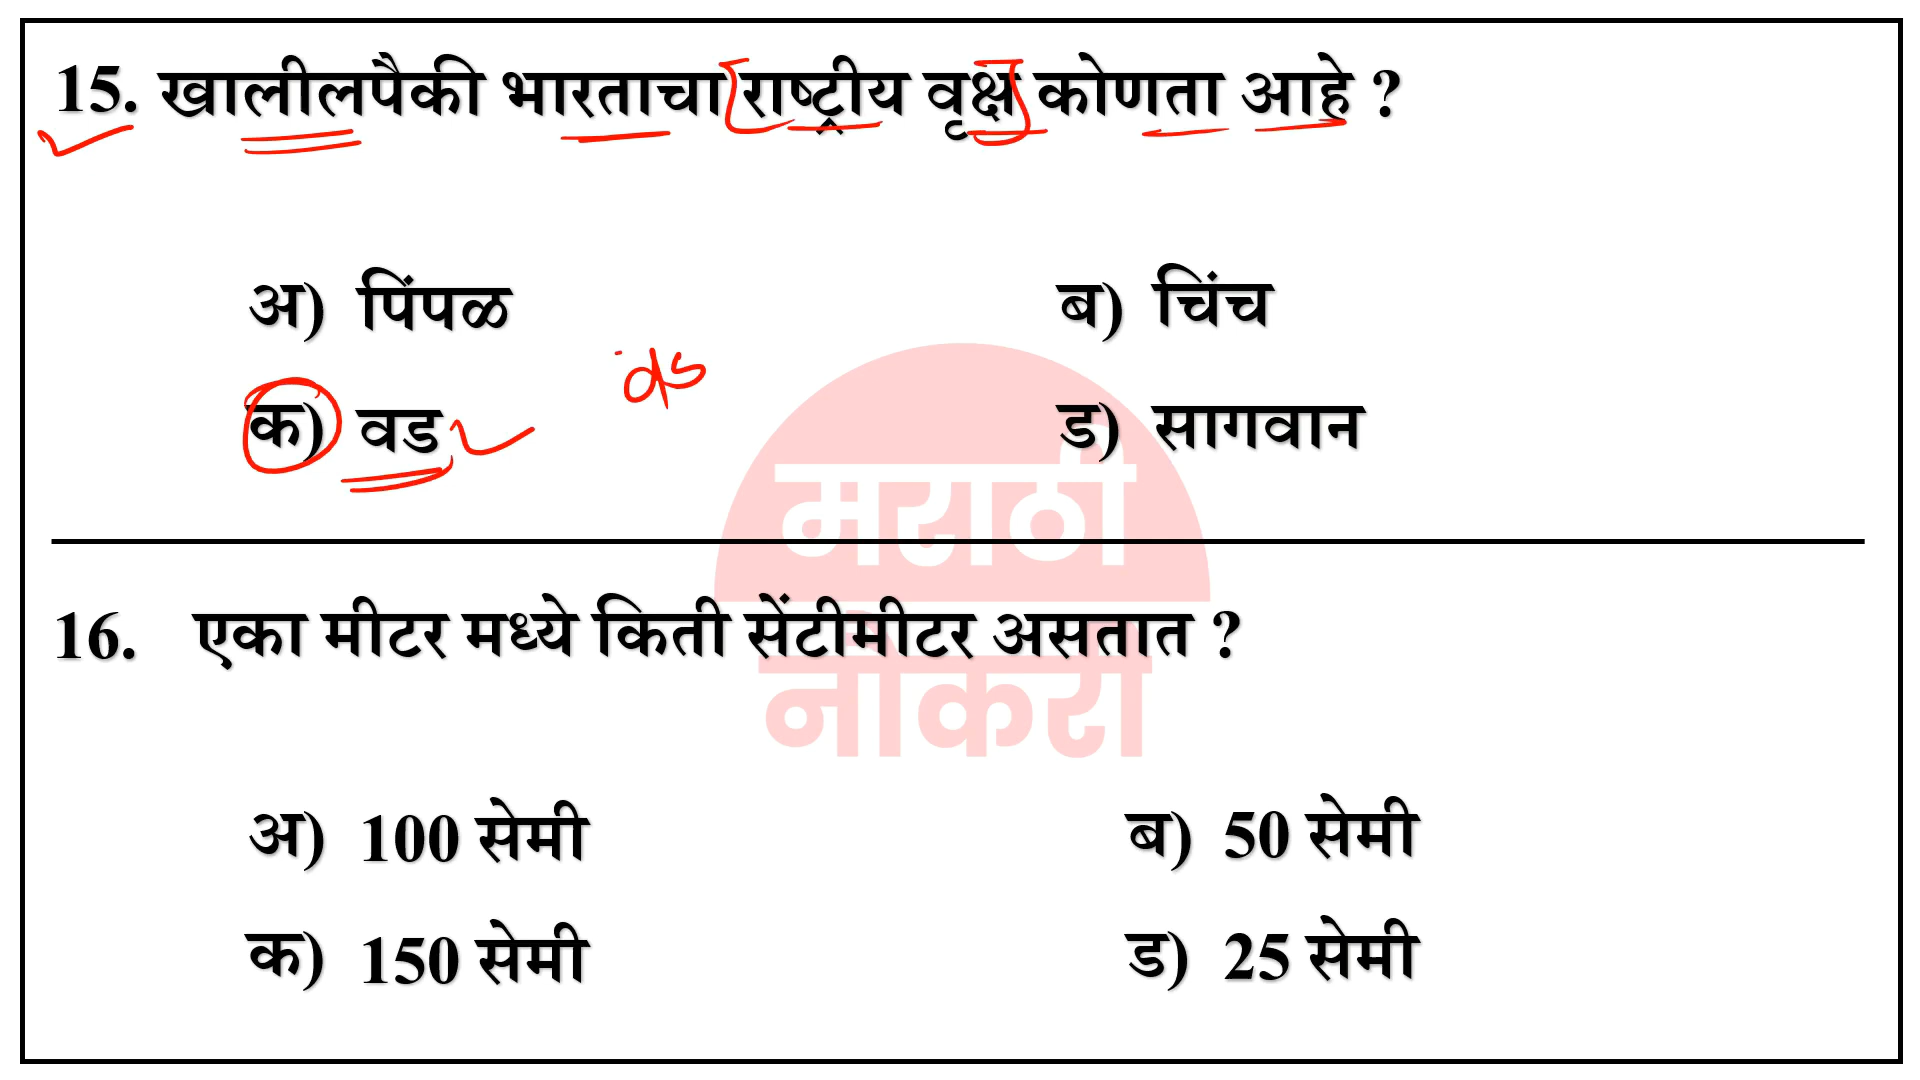 15. खालीलपैकी भारताचा राष्ट्रीय वृक्ष कोणता आहे ?
अ) पिंपळ ब) चिंच
क) वड ड) सागवान
मराठी
नोकरी
16. एका मीटर मध्ये किती सेंटीमीटर असतात ?
अ) 100 सेमी ब) 50 सेमी
क) 150 सेमी ड) 25 सेमी